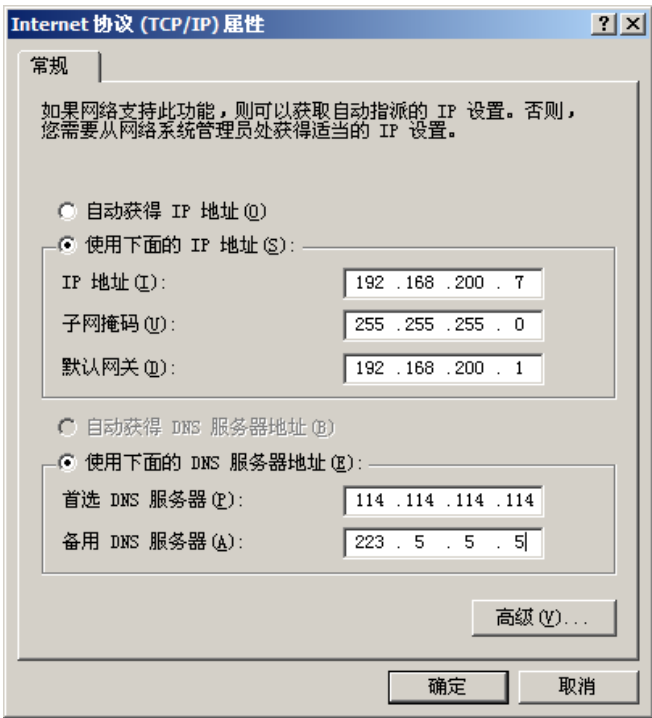 Internet 协议 (TCP/IP) 属性
常规
如果网络支持此功能，则可以获取自动指派的 IP 设置。否则，
您需要从网络系统管理员处获得适当的 IP 设置。
自动获得 IP 地址(O)
使用下面的 IP 地址(S):
IP 地址(I): 192 .168 .200 . 7
子网掩码(U): 255 .255 .255 . 0
默认网关(D): 192 .168 .200 . 1
自动获得 DNS 服务器地址(B)
使用下面的 DNS 服务器地址(E):
首选 DNS 服务器(P): 114 .114 .114 .114
备用 DNS 服务器(A): 223 . 5 . 5 . 5
高级(V)...
确定 取消